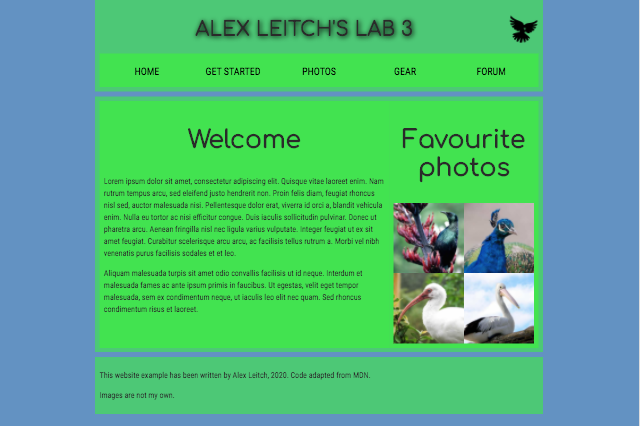 ALEX LEITCH'S LAB 3
HOME GET STARTED PHOTOS GEAR FORUM
Welcome
Lorem ipsum dolor sit amet, consectetur adipiscing elit. Quisque vitae laoreet enim. Nam
rutrum tempus arcu, sed eleifend justo hendrerit non. Proin felis diam, feugiat rhoncus
nisl sed, auctor malesuada nisi. Pellentesque dolor erat, viverra id orci a, blandit vehicula
enim. Nulla eu tortor ac nisi efficitur congue. Duis iaculis sollicitudin pulvinar. Donec ut
pharetra arcu. Aenean fringilla nisl nec ligula varius vulputate. Integer feugiat ut ex sit
amet feugiat. Curabitur scelerisque arcu arcu, ac facilisis tellus rutrum a. Morbi vel nibh
venenatis purus facilisis sodales et et leo.
Aliquam malesuada turpis sit amet odio convallis facilisis ut id neque. Interdum et
malesuada fames ac ante ipsum primis in faucibus. Ut egestas, velit eget tempor
malesuada, sem ex condimentum neque, ut iaculis leo elit nec quam. Sed rhoncus
condimentum risus et laoreet.
Favourite
photos
This website example has been written by Alex Leitch, 2020. Code adapted from MDN.
Images are not my own.